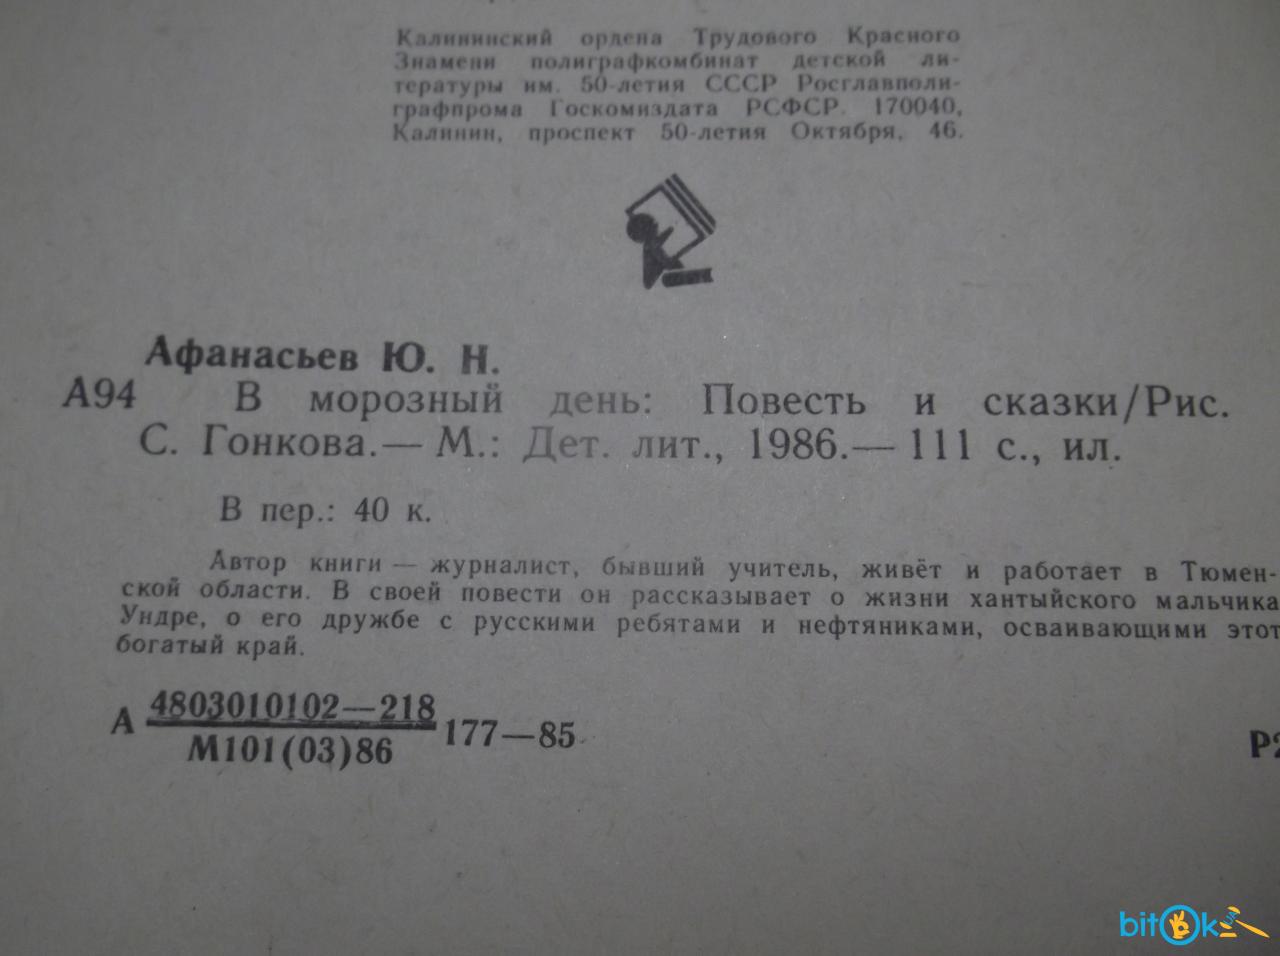 Калининский ордена Трудового Красного
Знамени полиграфкомбинат детской ли-
тературы им. 50-летия СССР Росглавполи-
графпрома Госкомиздата РСФСР. 170040,
Калинин, проспект 50-летия Октября, 46.
Афанасьев Ю. Н.
А94 В морозный день: Повесть и сказки/Рис.
С. Гонкова.— М.: Дет. лит., 1986.— 111 с., ил.
В пер.: 40 к.
Автор книги — журналист, бывший учитель, живёт и работает в Тюмен-
ской области. В своей повести он рассказывает о жизни хантыйского мальчика
Ундре, о его дружбе с русскими ребятами и нефтяниками, осваивающими этот
богатый край.
А 4803010102—218
М101(03)86 177—85
Р2
bitOk